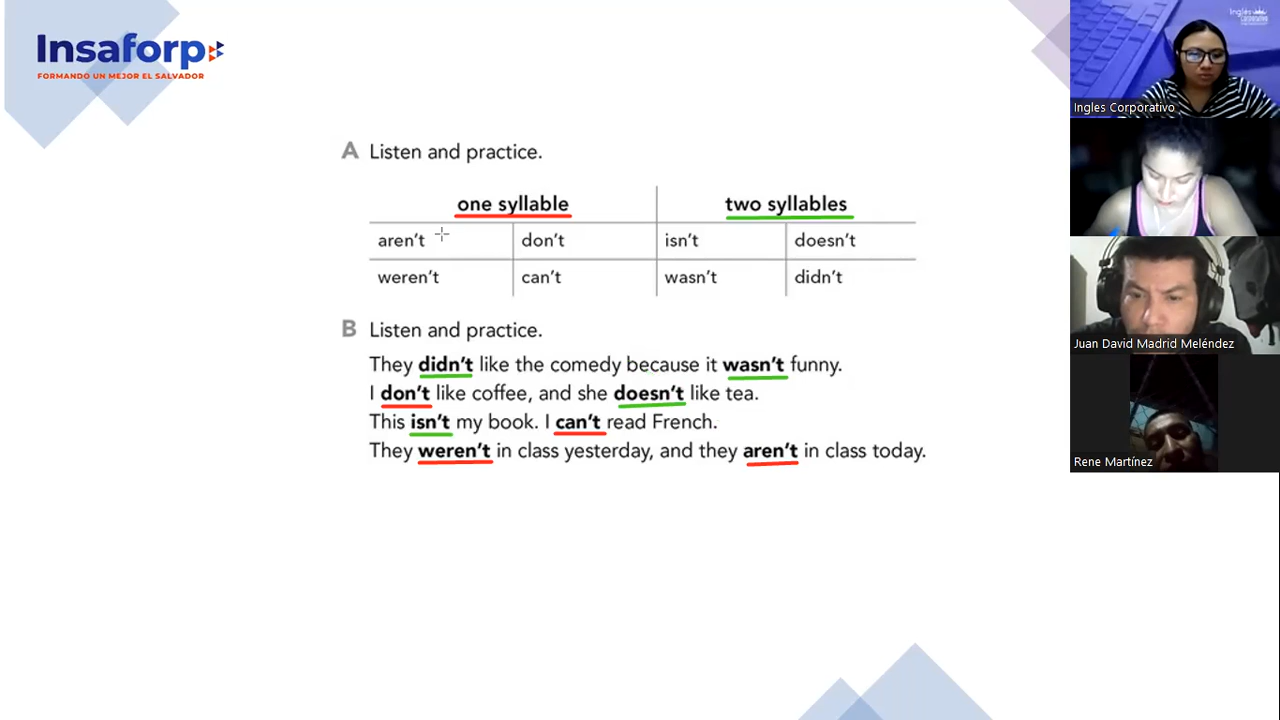 Insaforp
FORMANDO UN MEJOR EL SALVADOR
A Listen and practice.
one syllable two syllables
aren't don't isn't doesn't
weren't can't wasn't didn't
B Listen and practice.
They didn't like the comedy because it wasn't funny.
I don't like coffee, and she doesn't like tea.
This isn't my book. I can't read French.
They weren't in class yesterday, and they aren't in class today.
Ingles
Corporativo
Ingles Corporativo
Juan David Madrid Meléndez
Rene Martínez